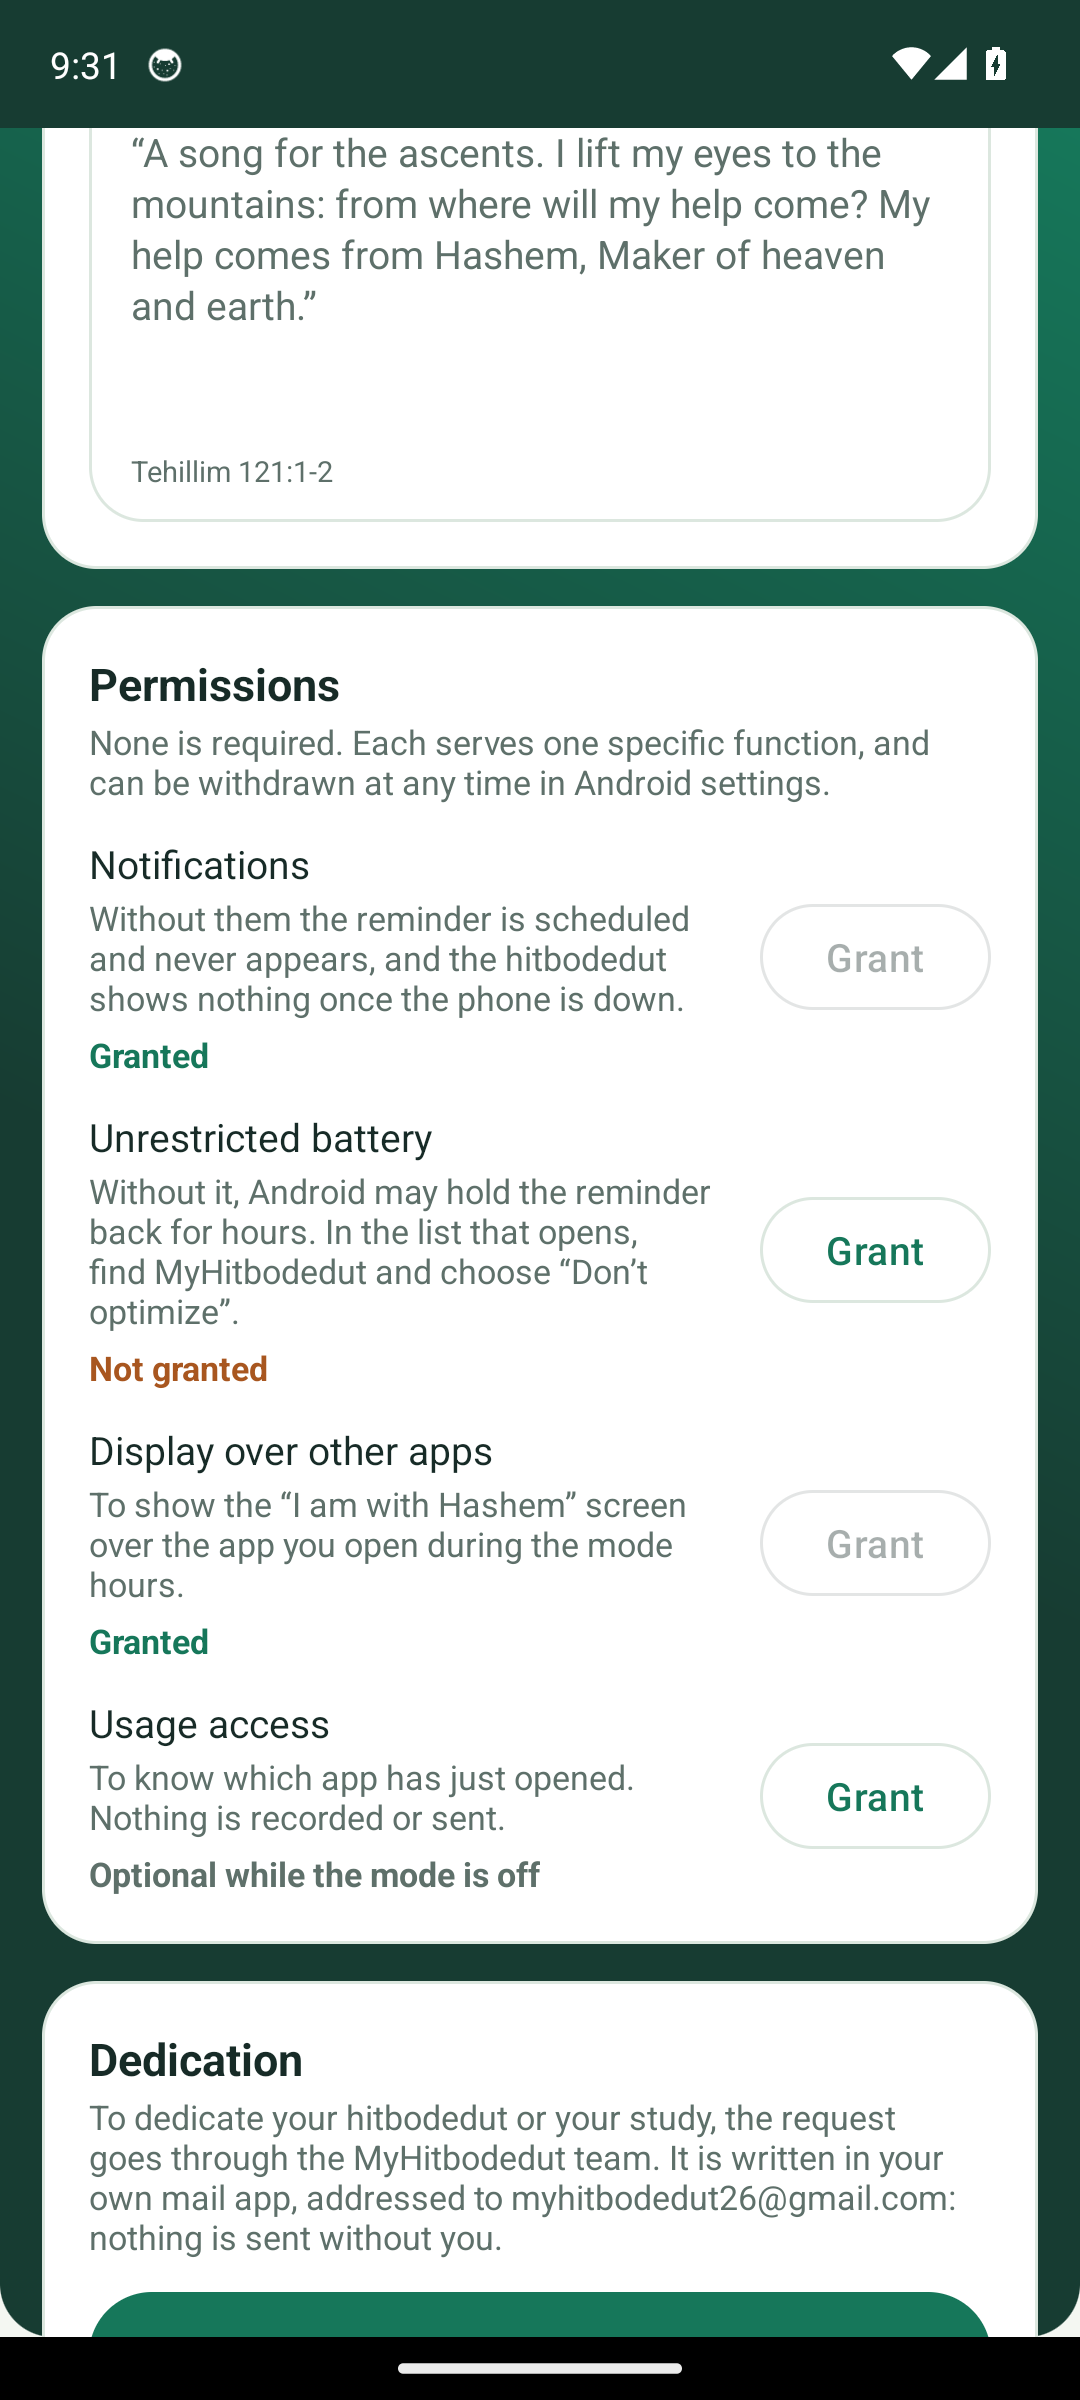 9:31
“A song for the ascents. I lift my eyes to the
mountains: from where will my help come? My
help comes from Hashem, Maker of heaven
and earth.”
Tehillim 121:1-2
Permissions
None is required. Each serves one specific function, and
can be withdrawn at any time in Android settings.
Notifications
Without them the reminder is scheduled
and never appears, and the hitbodedut
shows nothing once the phone is down.
Grant
Granted
Unrestricted battery
Without it, Android may hold the reminder
back for hours. In the list that opens,
find MyHitbodedut and choose “Don’t
optimize”.
Grant
Not granted
Display over other apps
To show the “I am with Hashem” screen
over the app you open during the mode
hours.
Grant
Granted
Usage access
To know which app has just opened.
Nothing is recorded or sent.
Grant
Optional while the mode is off
Dedication
To dedicate your hitbodedut or your study, the request
goes through the MyHitbodedut team. It is written in your
own mail app, addressed to myhitbodedut26@gmail.com:
nothing is sent without you.